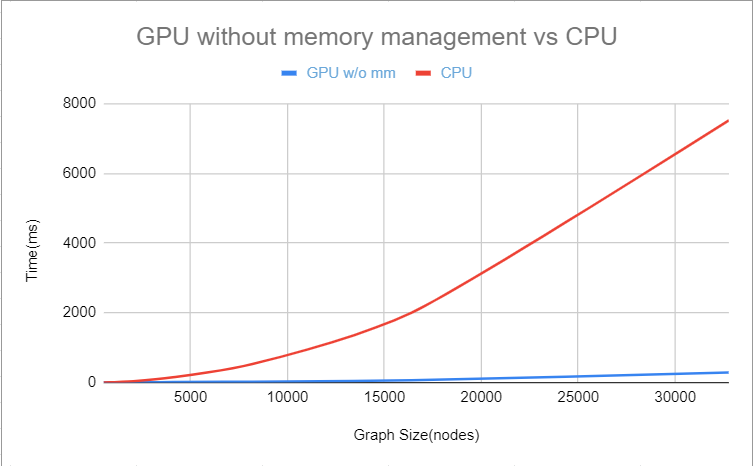 GPU without memory management vs CPU
GPU w/o mm CPU
8000
6000
4000
2000
0
Time(ms)
5000 10000 15000 20000 25000 30000
Graph Size(nodes)